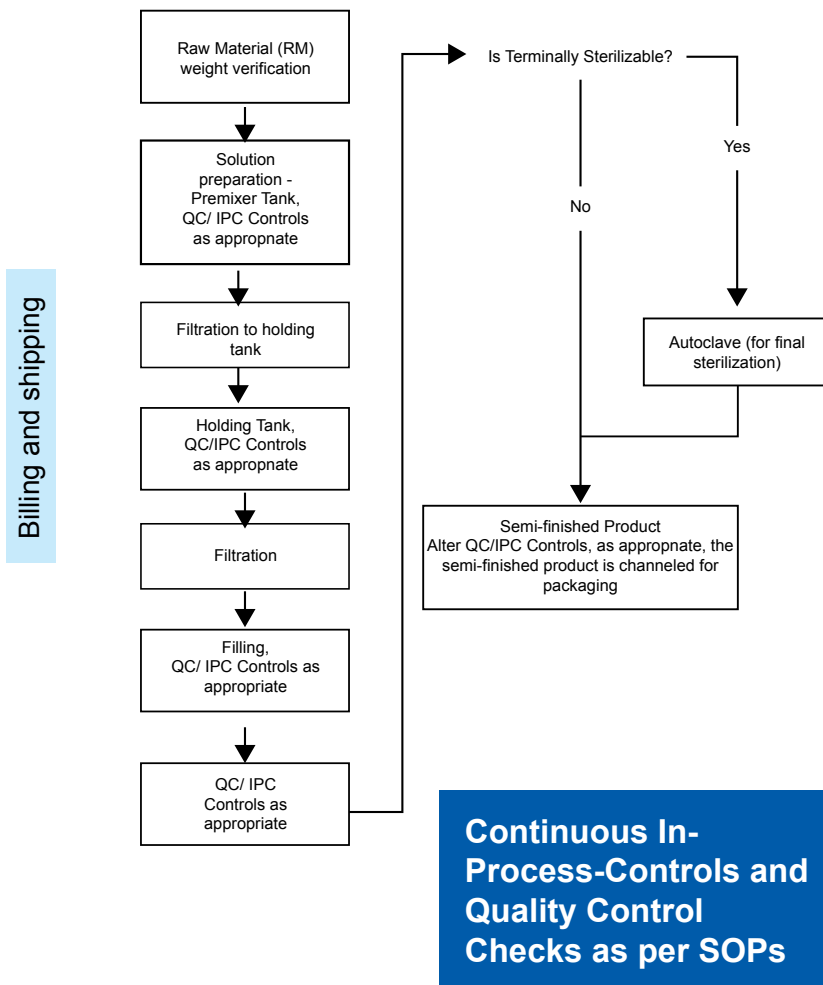 Billing and shipping
Raw Material (RM)
weight verification
Solution
preparation -
Premixer Tank,
QC/ IPC Controls
as appropnate
Filtration to holding
tank
Holding Tank,
QC/IPC Controls
as appropnate
Filtration
Filling,
QC/ IPC Controls as
appropriate
QC/ IPC
Controls as
appropriate
Is Terminally Sterilizable?
Yes
No
Autoclave (for final
sterilization)
Semi-finished Product
Alter QC/IPC Controls, as appropnate, the
semi-finished product is channeled for
packaging
Continuous In-
Process-Controls and
Quality Control
Checks as per SOPs